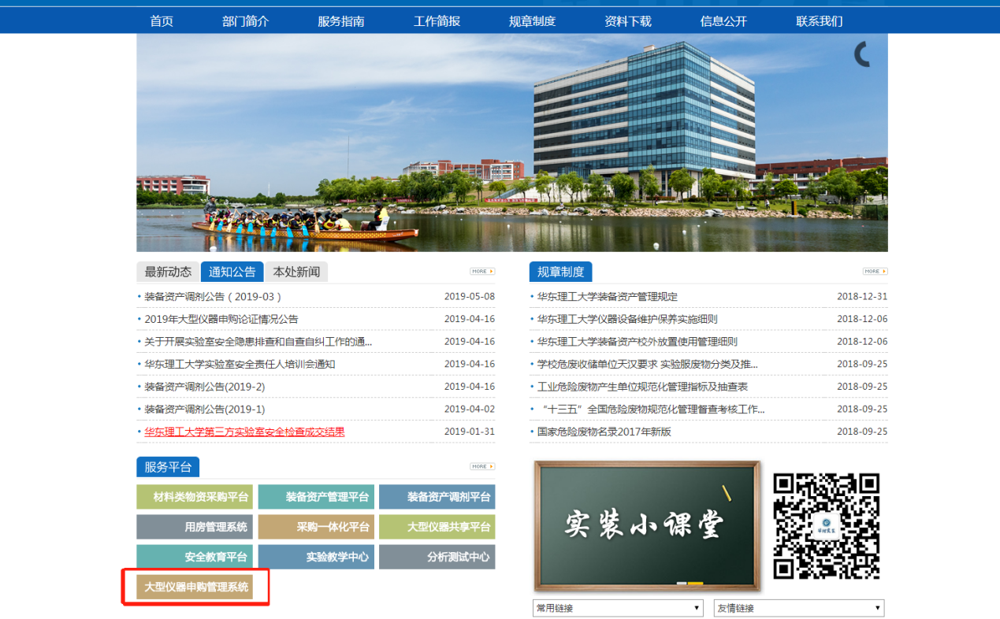 首页 部门简介 服务指南 工作简报 规章制度 资料下载 信息公开 联系我们
最新动态 通知公告 本处新闻 MORE
装备资产调剂公告（2019-03） 2019-05-08
2019年大型仪器申购论证情况公告 2019-04-16
关于开展实验室安全隐患排查和自查自纠工作的通... 2019-04-16
华东理工大学实验室安全责任人培训会通知 2019-04-16
装备资产调剂公告(2019-2) 2019-04-16
装备资产调剂公告(2019-1) 2019-04-02
华东理工大学第三方实验室安全检查成交结果 2019-01-31
规章制度 MORE
华东理工大学装备资产管理规定 2018-12-31
华东理工大学仪器设备维护保养实施细则 2018-12-06
华东理工大学装备资产校外放置使用管理细则 2018-12-06
学校危废收储单位天汉要求 实验服废物分类及推... 2018-09-25
工业危险废物产生单位规范化管理指标及抽查表 2018-09-25
“十三五”全国危险废物规范化管理督查考核工作... 2018-09-25
国家危险废物名录2017年新版 2018-09-25
服务平台 MORE
材料类物资采购平台 装备资产管理平台 装备资产调剂平台
用房管理系统 采购一体化平台 大型仪器共享平台
安全教育平台 实验教学中心 分析测试中心
大型仪器申购管理系统
实装小课堂
常用链接 友情链接